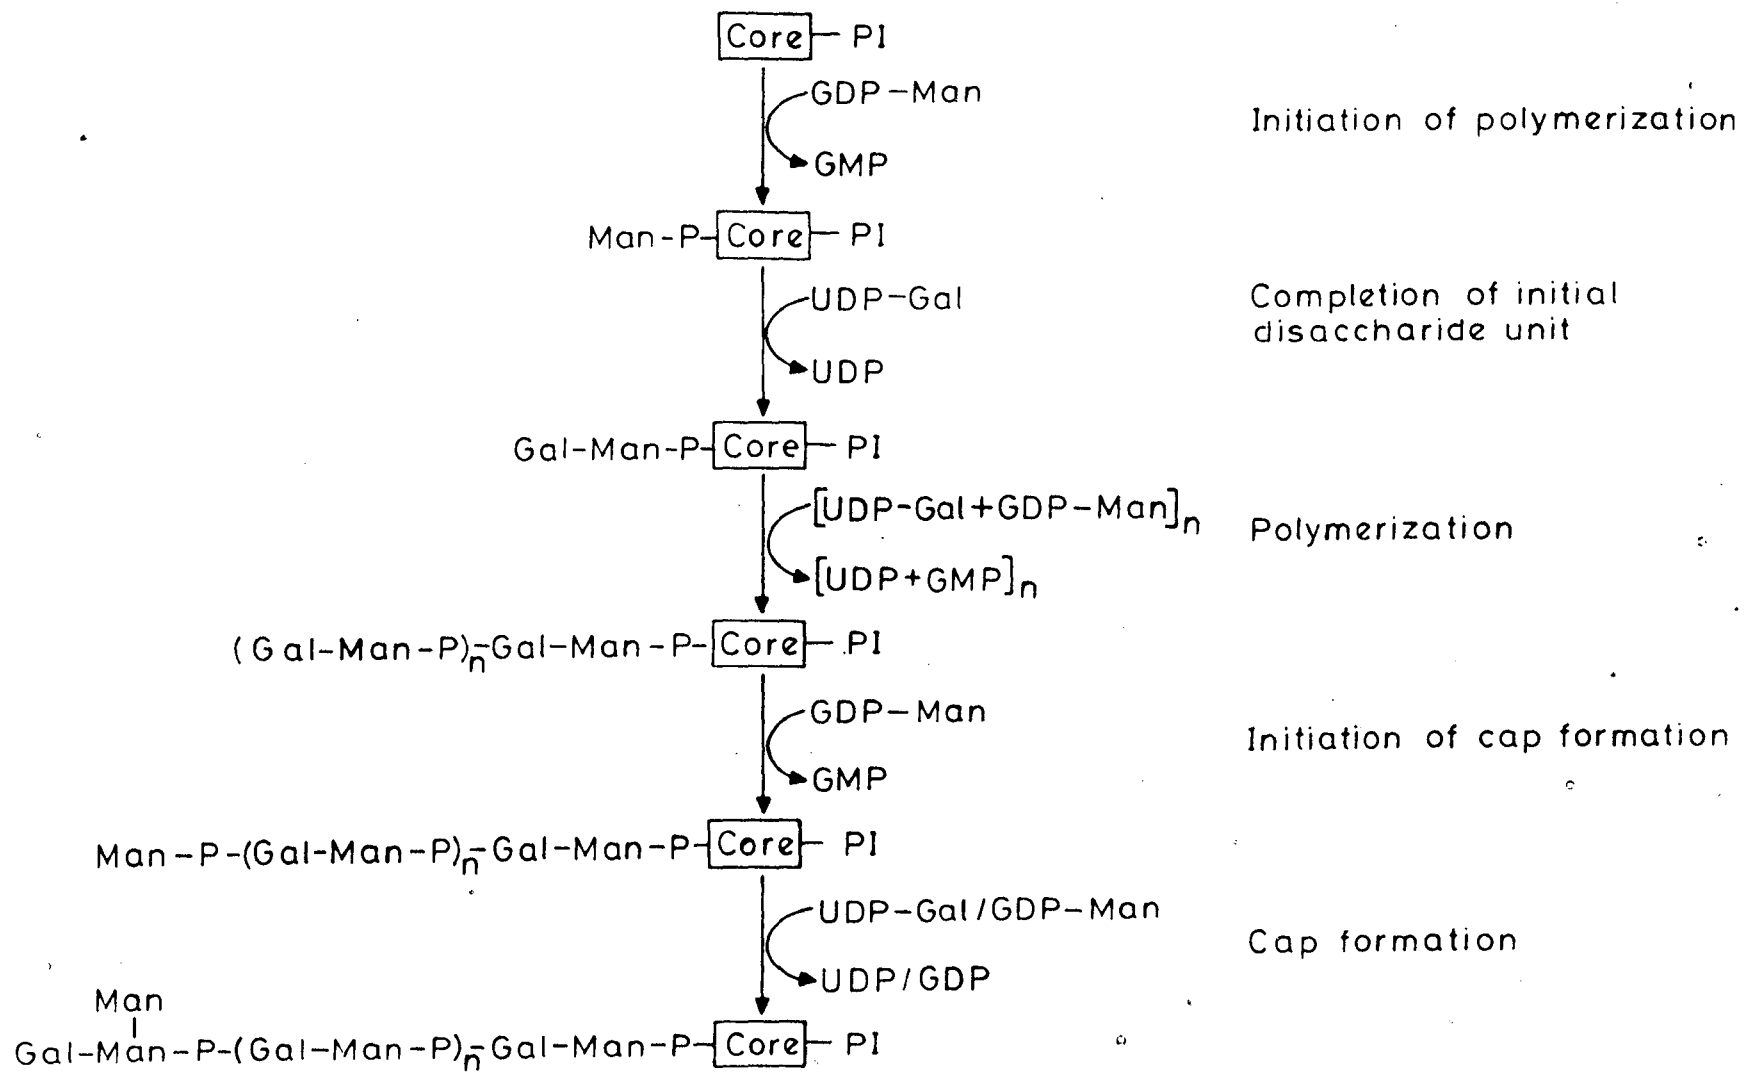 Core — PI
GDP-Man
Initiation of polymerization
GMP
Man-P-Core — PI
UDP-Gal
Completion of initial
disaccharide unit
UDP
Gal-Man-P-Core — PI
[UDP-Gal+GDP-Man]n
Polymerization
[UDP+GMP]n
(Gal-Man-P)n-Gal-Man-P-Core — PI
GDP-Man
Initiation of cap formation
GMP
Man-P-(Gal-Man-P)n-Gal-Man-P-Core — PI
UDP-Gal/GDP-Man
Cap formation
UDP/GDP
Man
Gal-Man-P-(Gal-Man-P)n-Gal-Man-P-Core — PI